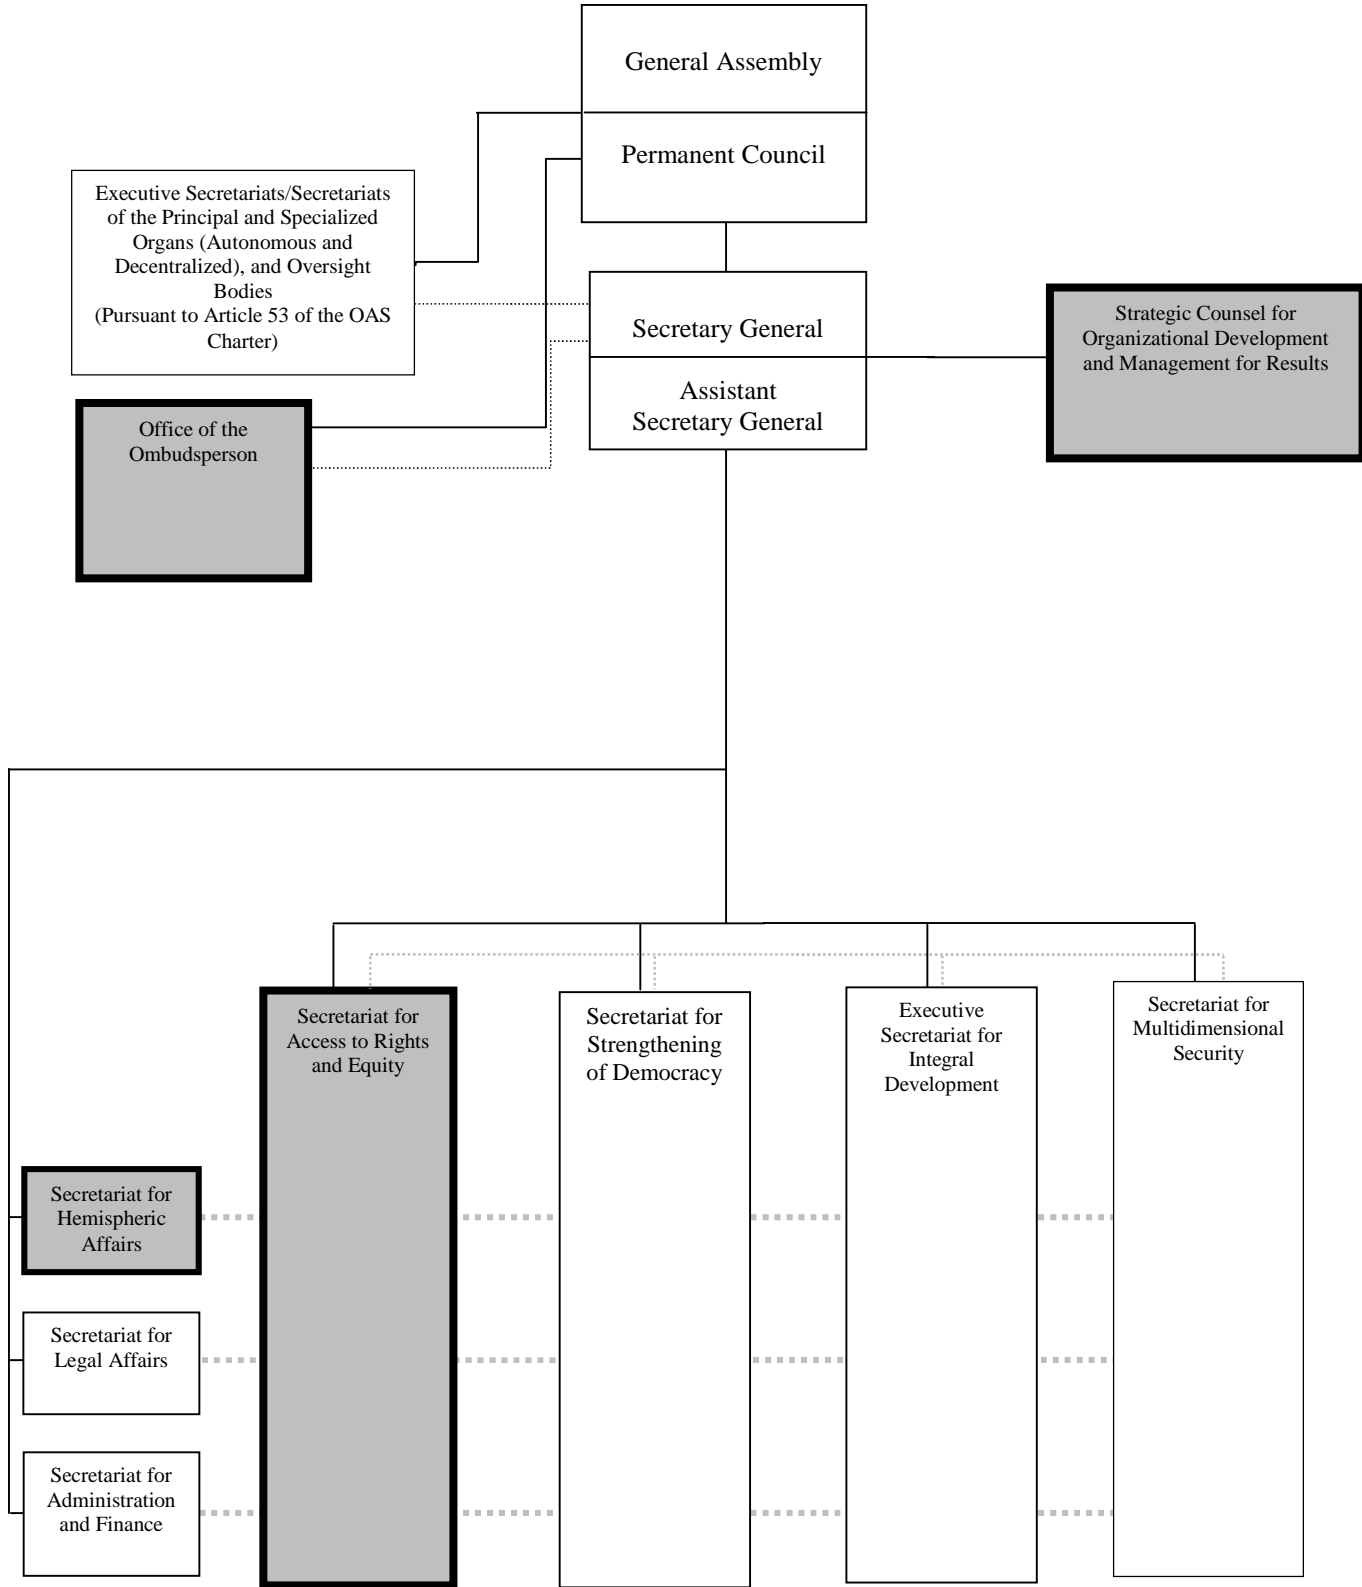 General Assembly
Permanent Council
Executive Secretariats/Secretariats
of the Principal and Specialized
Organs (Autonomous and
Decentralized), and Oversight
Bodies
(Pursuant to Article 53 of the OAS
Charter)
Secretary General
Assistant
Secretary General
Strategic Counsel for
Organizational Development
and Management for Results
Office of the
Ombudsperson
Secretariat for
Access to Rights
and Equity
Secretariat for
Strengthening
of Democracy
Executive
Secretariat for
Integral
Development
Secretariat for
Multidimensional
Security
Secretariat for
Hemispheric
Affairs
Secretariat for
Legal Affairs
Secretariat for
Administration
and Finance